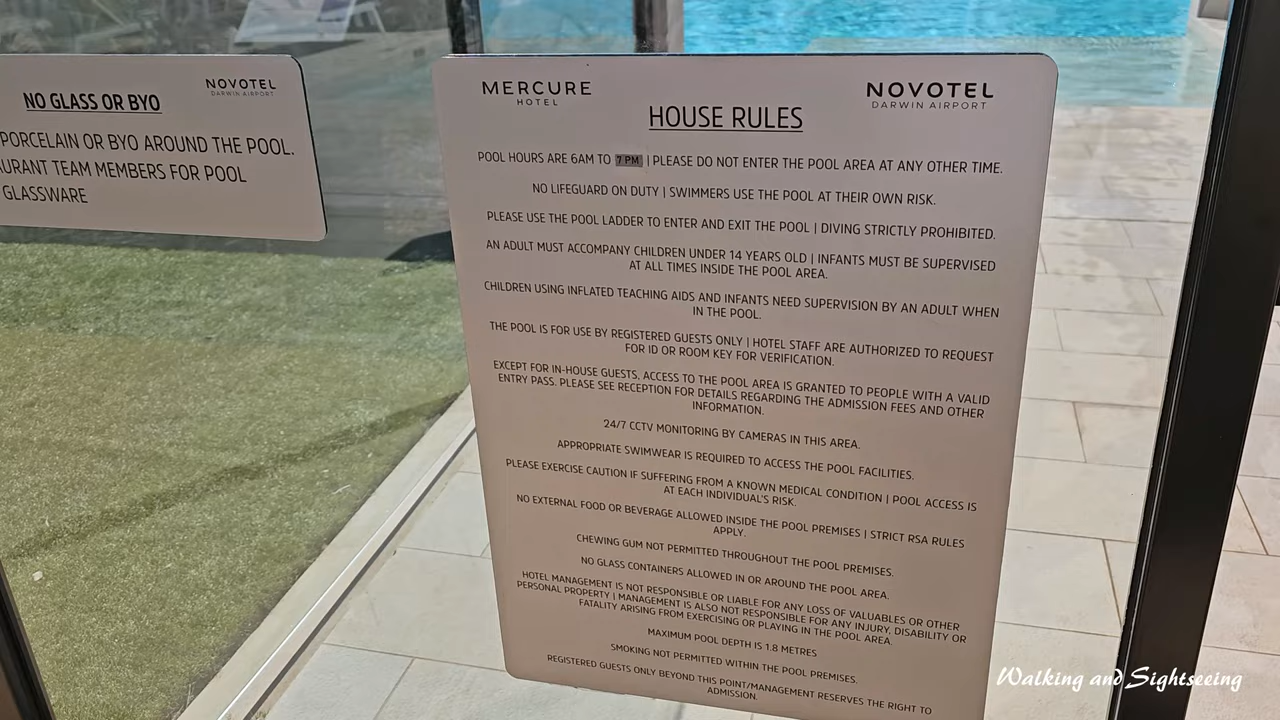 NOVOTEL
DARWIN AIRPORT
NO GLASS OR BYO
PORCELAIN OR BYO AROUND THE POOL.
TEAM MEMBERS FOR POOL
GLASSWARE
MERCURE
HOTEL
NOVOTEL
DARWIN AIRPORT
HOUSE RULES
POOL HOURS ARE 6AM TO 7 PM | PLEASE DO NOT ENTER THE POOL AREA AT ANY OTHER TIME.
NO LIFEGUARD ON DUTY | SWIMMERS USE THE POOL AT THEIR OWN RISK.
PLEASE USE THE POOL LADDER TO ENTER AND EXIT THE POOL | DIVING STRICTLY PROHIBITED.
AN ADULT MUST ACCOMPANY CHILDREN UNDER 14 YEARS OLD | INFANTS MUST BE SUPERVISED
AT ALL TIMES INSIDE THE POOL AREA.
CHILDREN USING INFLATED TEACHING AIDS AND INFANTS NEED SUPERVISION BY AN ADULT WHEN
IN THE POOL.
THE POOL IS FOR USE BY REGISTERED GUESTS ONLY | HOTEL STAFF ARE AUTHORIZED TO REQUEST
FOR ID OR ROOM KEY FOR VERIFICATION.
EXCEPT FOR IN-HOUSE GUESTS, ACCESS TO THE POOL AREA IS GRANTED TO PEOPLE WITH A VALID
ENTRY PASS. PLEASE SEE RECEPTION FOR DETAILS REGARDING THE ADMISSION FEES AND OTHER
INFORMATION.
24/7 CCTV MONITORING BY CAMERAS IN THIS AREA.
APPROPRIATE SWIMWEAR IS REQUIRED TO ACCESS THE POOL FACILITIES.
PLEASE EXERCISE CAUTION IF SUFFERING FROM A KNOWN MEDICAL CONDITION | POOL ACCESS IS
AT EACH INDIVIDUAL'S RISK.
NO EXTERNAL FOOD OR BEVERAGE ALLOWED INSIDE THE POOL PREMISES | STRICT RSA RULES
APPLY.
CHEWING GUM NOT PERMITTED THROUGHOUT THE POOL PREMISES.
NO GLASS CONTAINERS ALLOWED IN OR AROUND THE POOL AREA.
HOTEL MANAGEMENT IS NOT RESPONSIBLE OR LIABLE FOR ANY LOSS OF VALUABLES OR OTHER
PERSONAL PROPERTY | MANAGEMENT IS ALSO NOT RESPONSIBLE FOR ANY INJURY, DISABILITY OR
FATALITY ARISING FROM EXERCISING OR PLAYING IN THE POOL AREA.
MAXIMUM POOL DEPTH IS 1.8 METRES
SMOKING NOT PERMITTED WITHIN THE POOL PREMISES.
REGISTERED GUESTS ONLY BEYOND THIS POINT/MANAGEMENT RESERVES THE RIGHT TO
ADMISSION.
Walking and Sightseeing